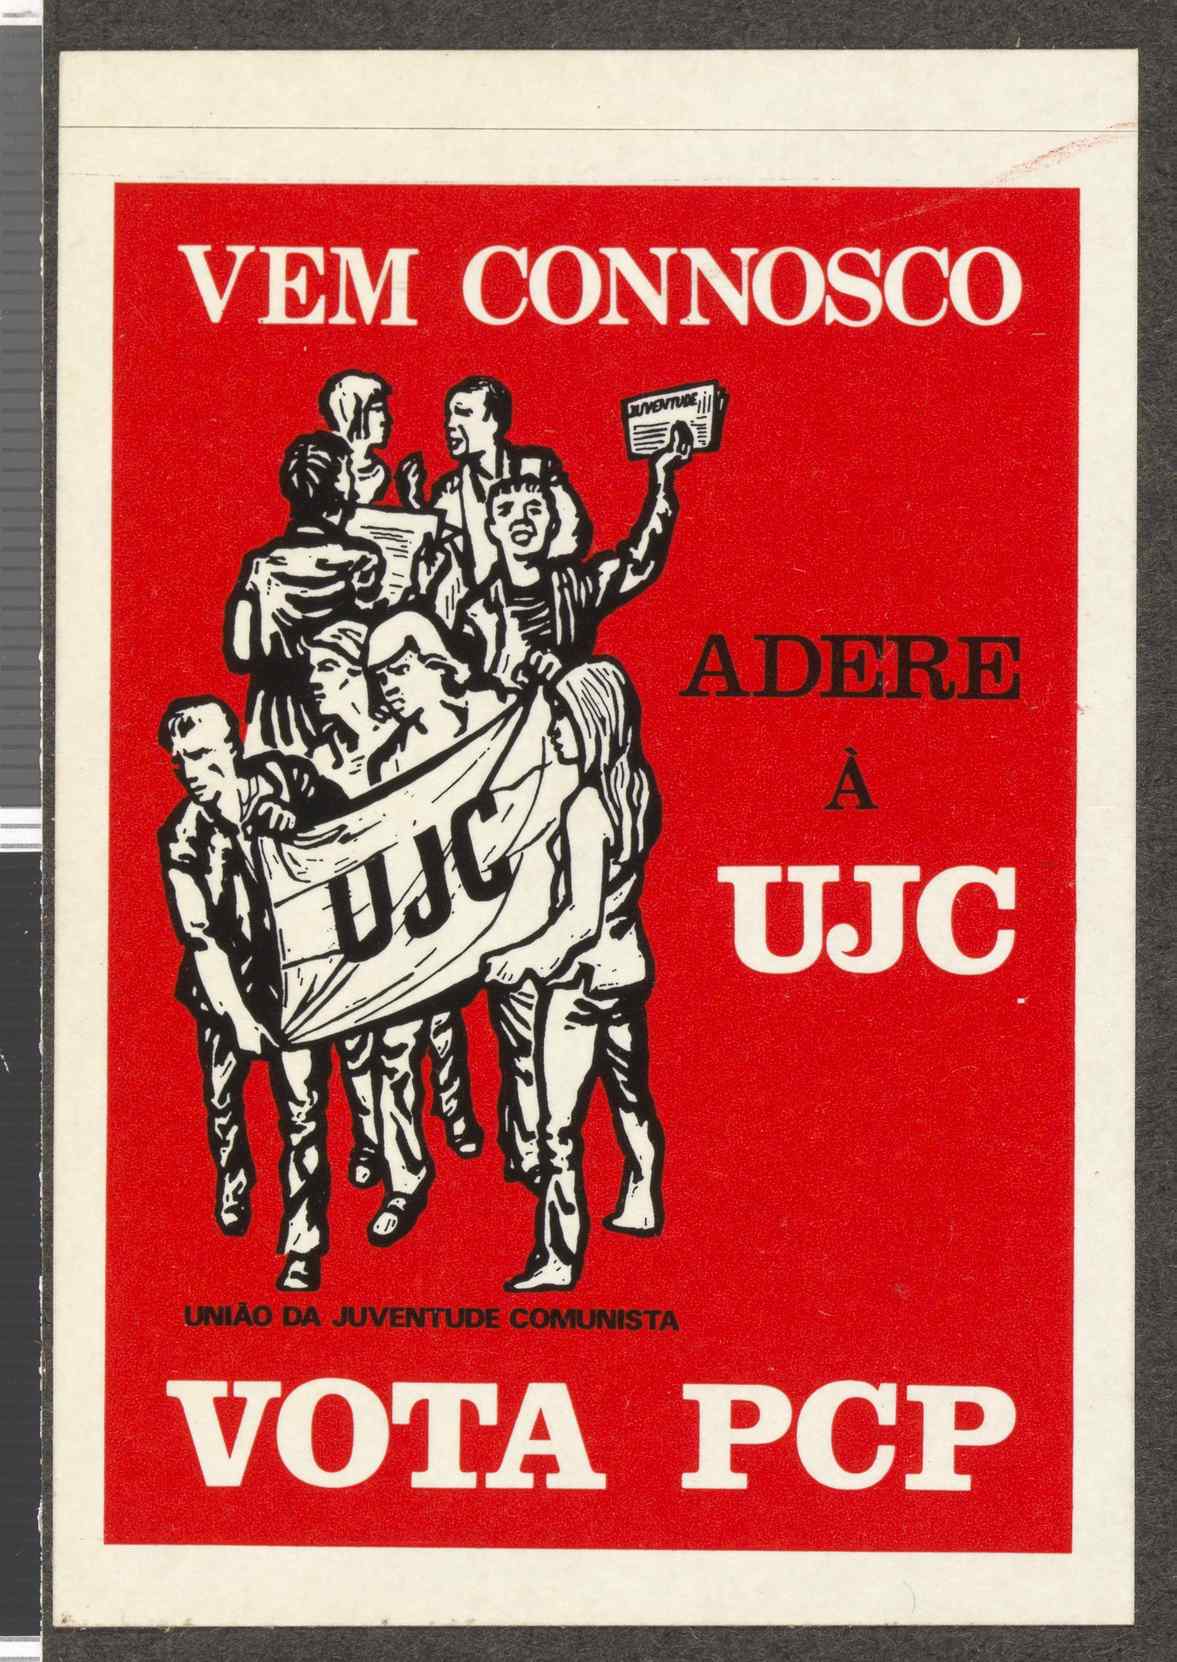 VEM CONNOSCO
JUVENTUDE
ADERE
À
UJC
UJC
UNIÃO DA JUVENTUDE COMUNISTA
VOTA PCP